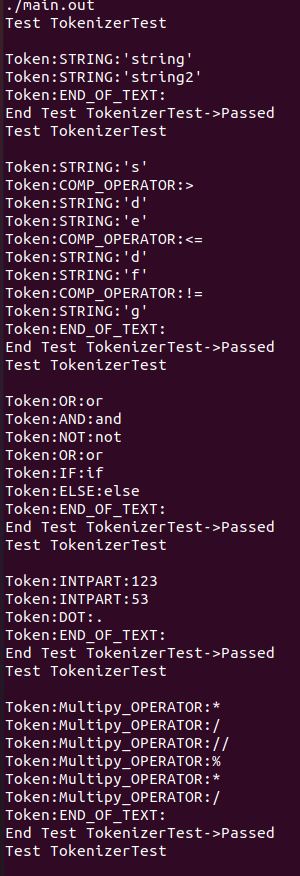 ./main.out
Test TokenizerTest
Token:STRING:'string'
Token:STRING:'string2'
Token:END_OF_TEXT:
End Test TokenizerTest->Passed
Test TokenizerTest
Token:STRING:'s'
Token:COMP_OPERATOR:>
Token:STRING:'d'
Token:STRING:'e'
Token:COMP_OPERATOR:<=
Token:STRING:'d'
Token:STRING:'f'
Token:COMP_OPERATOR:!=
Token:STRING:'g'
Token:END_OF_TEXT:
End Test TokenizerTest->Passed
Test TokenizerTest
Token:OR:or
Token:AND:and
Token:NOT:not
Token:OR:or
Token:IF:if
Token:ELSE:else
Token:END_OF_TEXT:
End Test TokenizerTest->Passed
Test TokenizerTest
Token:INTPART:123
Token:INTPART:53
Token:DOT:.
Token:END_OF_TEXT:
End Test TokenizerTest->Passed
Test TokenizerTest
Token:Multipy_OPERATOR:*
Token:Multipy_OPERATOR:/
Token:Multipy_OPERATOR://
Token:Multipy_OPERATOR:%
Token:Multipy_OPERATOR:*
Token:Multipy_OPERATOR:/
Token:END_OF_TEXT:
End Test TokenizerTest->Passed
Test TokenizerTest